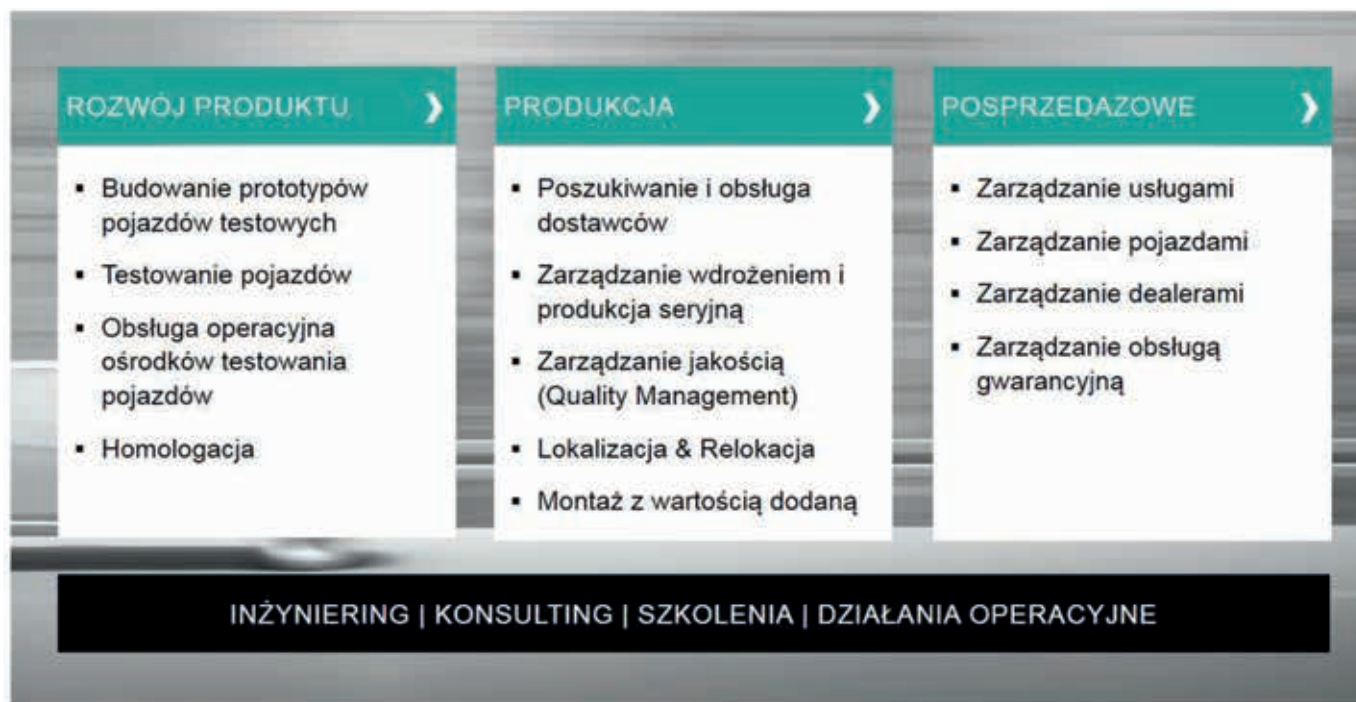 ROZWÓJ PRODUKTU
▪ Budowanie prototypów
pojazdów testowych
▪ Testowanie pojazdów
▪ Obsługa operacyjna
ośrodków testowania
pojazdów
▪ Homologacja
PRODUKCJA
▪ Poszukiwanie i obsługa
dostawców
▪ Zarządzanie wdrożeniem i
produkcja seryjną
▪ Zarządzanie jakością
(Quality Management)
▪ Lokalizacja & Relokacja
▪ Montaż z wartością dodaną
POSPRZEDAZOWE
▪ Zarządzanie usługami
▪ Zarządzanie pojazdami
▪ Zarządzanie dealerami
▪ Zarządzanie obsługą
gwarancyjną
INŻYNIERING | KONSULTING | SZKOLENIA | DZIAŁANIA OPERACYJNE